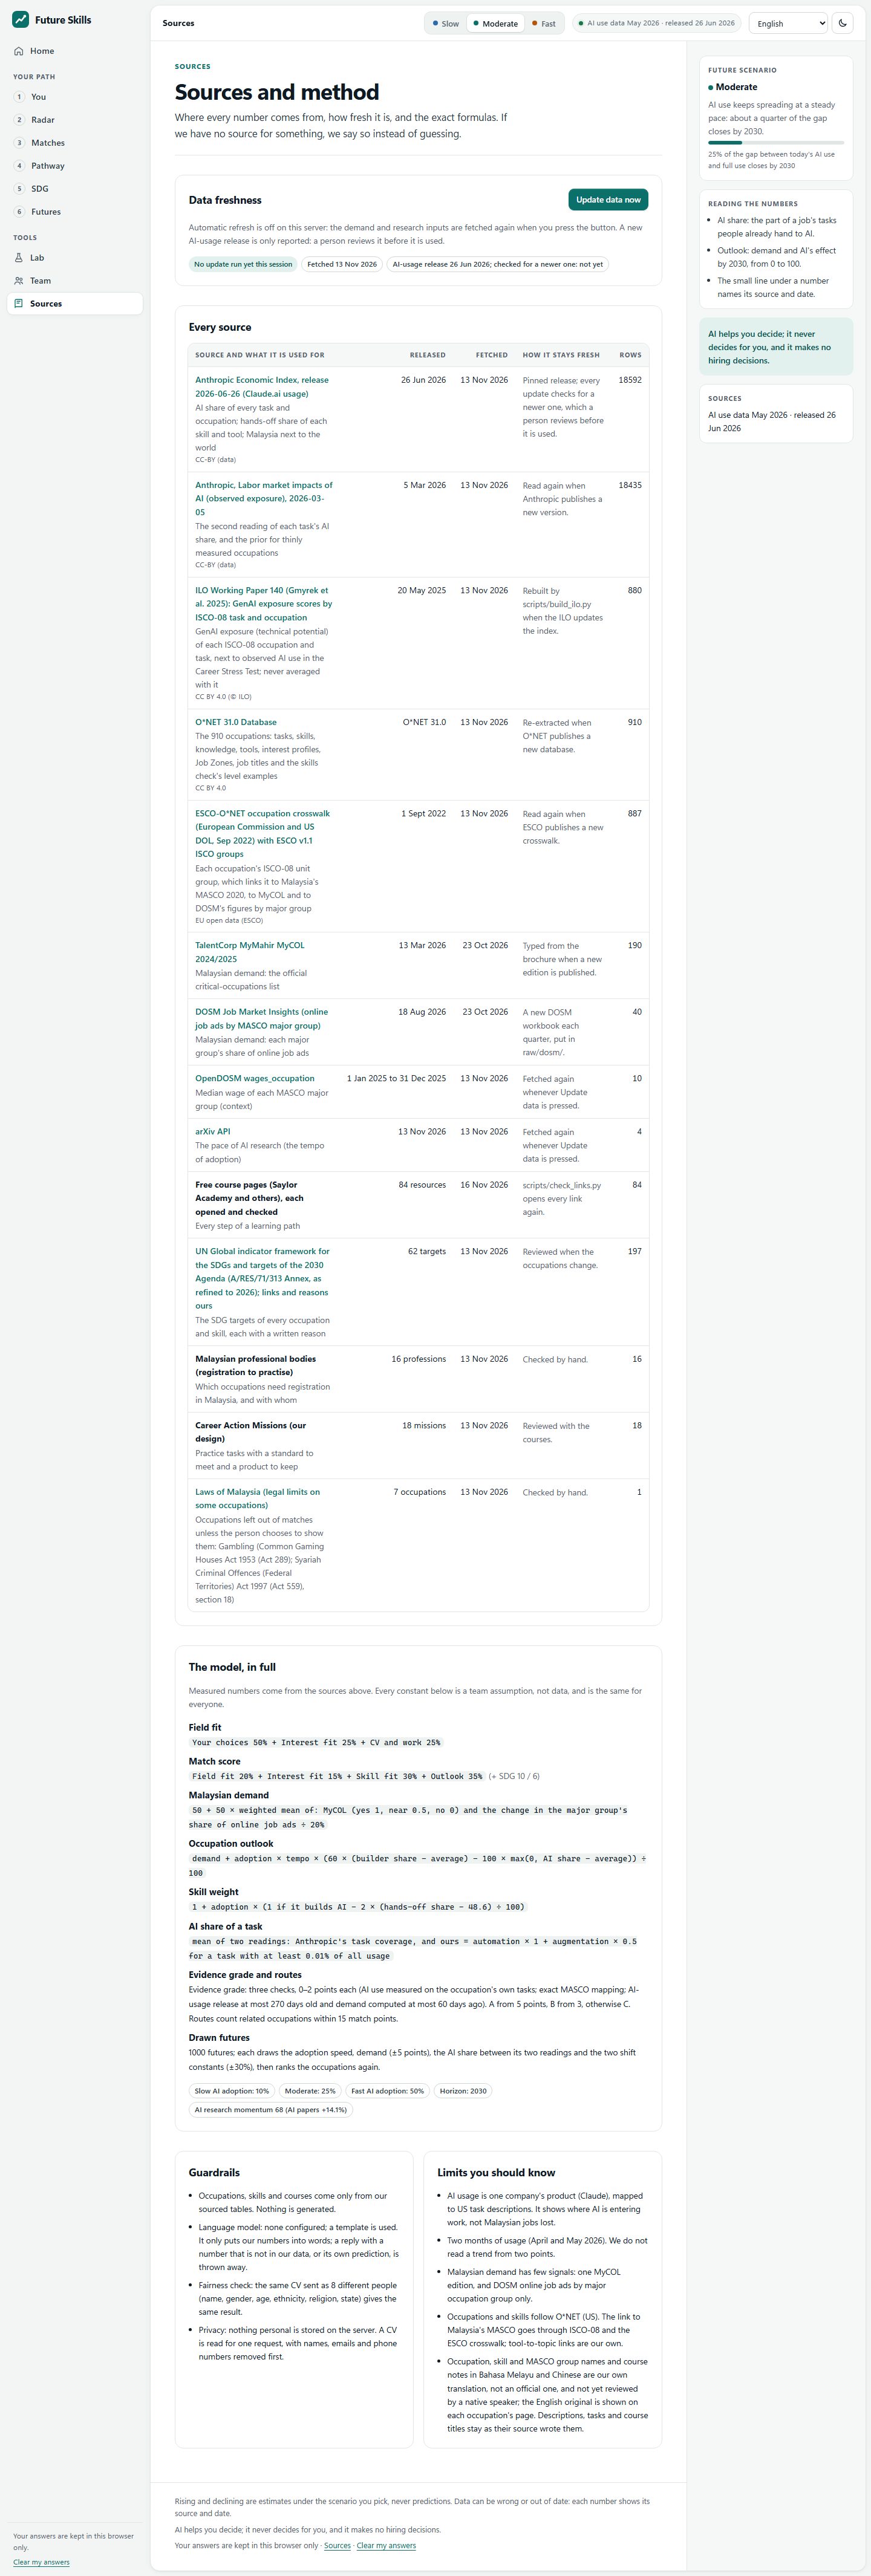 Future Skills
Home
YOUR PATH
1 You
2 Radar
3 Matches
4 Pathway
5 SDG
6 Futures
TOOLS
Lab
Team
Sources
Your answers are kept in this browser
only.
Clear my answers
Sources
Slow
Moderate
Fast
AI use data May 2026 · released 26 Jun 2026
English
SOURCES
Sources and method
Where every number comes from, how fresh it is, and the exact formulas. If
we have no source for something, we say so instead of guessing.
Data freshness
Update data now
Automatic refresh is off on this server: the demand and research inputs are fetched again when you press the button. A new
AI-usage release is only reported: a person reviews it before it is used.
No update run yet this session
Fetched 13 Nov 2026
AI-usage release 26 Jun 2026; checked for a newer one: not yet
Every source
SOURCE AND WHAT IT IS USED FOR RELEASED FETCHED HOW IT STAYS FRESH ROWS
Anthropic Economic Index, release 26 Jun 2026 13 Nov 2026 Pinned release; every 18592
2026-06-26 (Claude.ai usage) update checks for a
AI share of every task and newer one, which a
occupation; hands-off share of each person reviews before
skill and tool; Malaysia next to the it is used.
world
CC-BY (data)
Anthropic, Labor market impacts of 5 Mar 2026 13 Nov 2026 Read again when 18435
AI (observed exposure), 2026-03- Anthropic publishes a
05 new version.
The second reading of each task's AI
share, and the prior for thinly
measured occupations
CC-BY (data)
ILO Working Paper 140 (Gmyrek et 20 May 2025 13 Nov 2026 Rebuilt by 880
al. 2025): GenAI exposure scores by scripts/build_ilo.py
ISCO-08 task and occupation when the ILO updates
GenAI exposure (technical potential) the index.
of each ISCO-08 occupation and
task, next to observed AI use in the
Career Stress Test; never averaged
with it
CC BY 4.0 (© ILO)
O*NET 31.0 Database O*NET 31.0 13 Nov 2026 Re-extracted when 910
The 910 occupations: tasks, skills, O*NET publishes a
knowledge, tools, interest profiles, new database.
Job Zones, job titles and the skills
check's level examples
CC BY 4.0
ESCO-O*NET occupation crosswalk 1 Sept 2022 13 Nov 2026 Read again when 887
(European Commission and US ESCO publishes a new
DOL, Sep 2022) with ESCO v1.1 crosswalk.
ISCO groups
Each occupation's ISCO-08 unit
group, which links it to Malaysia's
MASCO 2020, to MyCOL and to
DOSM's figures by major group
EU open data (ESCO)
TalentCorp MyMahir MyCOL 13 Mar 2026 23 Oct 2026 Typed from the 190
2024/2025 brochure when a new
Malaysian demand: the official edition is published.
critical-occupations list
DOSM Job Market Insights (online 18 Aug 2026 23 Oct 2026 A new DOSM 40
job ads by MASCO major group) workbook each
Malaysian demand: each major quarter, put in
group's share of online job ads raw/dosm/.
OpenDOSM wages_occupation 1 Jan 2025 to 31 Dec 2025 13 Nov 2026 Fetched again 10
Median wage of each MASCO major whenever Update
group (context) data is pressed.
arXiv API 13 Nov 2026 13 Nov 2026 Fetched again 4
The pace of AI research (the tempo whenever Update
of adoption) data is pressed.
Free course pages (Saylor 84 resources 16 Nov 2026 scripts/check_links.py 84
Academy and others), each opens every link
opened and checked again.
Every step of a learning path
UN Global indicator framework for 62 targets 13 Nov 2026 Reviewed when the 197
the SDGs and targets of the 2030 occupations change.
Agenda (A/RES/71/313 Annex, as
refined to 2026); links and reasons
ours
The SDG targets of every occupation
and skill, each with a written reason
Malaysian professional bodies 16 professions 13 Nov 2026 Checked by hand. 16
(registration to practise)
Which occupations need registration
in Malaysia, and with whom
Career Action Missions (our 18 missions 13 Nov 2026 Reviewed with the 18
design) courses.
Practice tasks with a standard to
meet and a product to keep
Laws of Malaysia (legal limits on 7 occupations 13 Nov 2026 Checked by hand. 1
some occupations)
Occupations left out of matches
unless the person chooses to show
them: Gambling (Common Gaming
Houses Act 1953 (Act 289); Syariah
Criminal Offences (Federal
Territories) Act 1997 (Act 559),
section 18)
The model, in full
Measured numbers come from the sources above. Every constant below is a team assumption, not data, and is the same for
everyone.
Field fit
Your choices 50% + Interest fit 25% + CV and work 25%
Match score
Field fit 20% + Interest fit 15% + Skill fit 30% + Outlook 35% (+ SDG 10 / 6)
Malaysian demand
50 + 50 × weighted mean of: MyCOL (yes 1, near 0.5, no 0) and the change in the major group's
share of online job ads ÷ 20%
Occupation outlook
demand + adoption × tempo × (60 × (builder share − average) − 100 × max(0, AI share − average)) ÷
100
Skill weight
1 + adoption × (1 if it builds AI − 2 × (hands-off share − 48.6) ÷ 100)
AI share of a task
mean of two readings: Anthropic's task coverage, and ours = automation × 1 + augmentation × 0.5
for a task with at least 0.01% of all usage
Evidence grade and routes
Evidence grade: three checks, 0–2 points each (AI use measured on the occupation's own tasks; exact MASCO mapping; AI-
usage release at most 270 days old and demand computed at most 60 days ago). A from 5 points, B from 3, otherwise C.
Routes count related occupations within 15 match points.
Drawn futures
1000 futures; each draws the adoption speed, demand (±5 points), the AI share between its two readings and the two shift
constants (±30%), then ranks the occupations again.
Slow AI adoption: 10%
Moderate: 25%
Fast AI adoption: 50%
Horizon: 2030
AI research momentum 68 (AI papers +14.1%)
Guardrails
Occupations, skills and courses come only from our
sourced tables. Nothing is generated.
Language model: none configured; a template is used.
It only puts our numbers into words; a reply with a
number that is not in our data, or its own prediction, is
thrown away.
Fairness check: the same CV sent as 8 different people
(name, gender, age, ethnicity, religion, state) gives the
same result.
Privacy: nothing personal is stored on the server. A CV
is read for one request, with names, emails and phone
numbers removed first.
Limits you should know
AI usage is one company's product (Claude), mapped
to US task descriptions. It shows where AI is entering
work, not Malaysian jobs lost.
Two months of usage (April and May 2026). We do not
read a trend from two points.
Malaysian demand has few signals: one MyCOL
edition, and DOSM online job ads by major
occupation group only.
Occupations and skills follow O*NET (US). The link to
Malaysia's MASCO goes through ISCO-08 and the
ESCO crosswalk; tool-to-topic links are our own.
Occupation, skill and MASCO group names and course
notes in Bahasa Melayu and Chinese are our own
translation, not an official one, and not yet reviewed
by a native speaker; the English original is shown on
each occupation's page. Descriptions, tasks and course
titles stay as their source wrote them.
Rising and declining are estimates under the scenario you pick, never predictions. Data can be wrong or out of date: each number shows its
source and date.
AI helps you decide; it never decides for you, and it makes no hiring decisions.
Your answers are kept in this browser only · Sources · Clear my answers
FUTURE SCENARIO
Moderate
AI use keeps spreading at a steady
pace: about a quarter of the gap
closes by 2030.
25% of the gap between today's AI use
and full use closes by 2030
READING THE NUMBERS
AI share: the part of a job's tasks
people already hand to AI.
Outlook: demand and AI's effect
by 2030, from 0 to 100.
The small line under a number
names its source and date.
AI helps you decide; it never
decides for you, and it makes no
hiring decisions.
SOURCES
AI use data May 2026 · released 26
Jun 2026